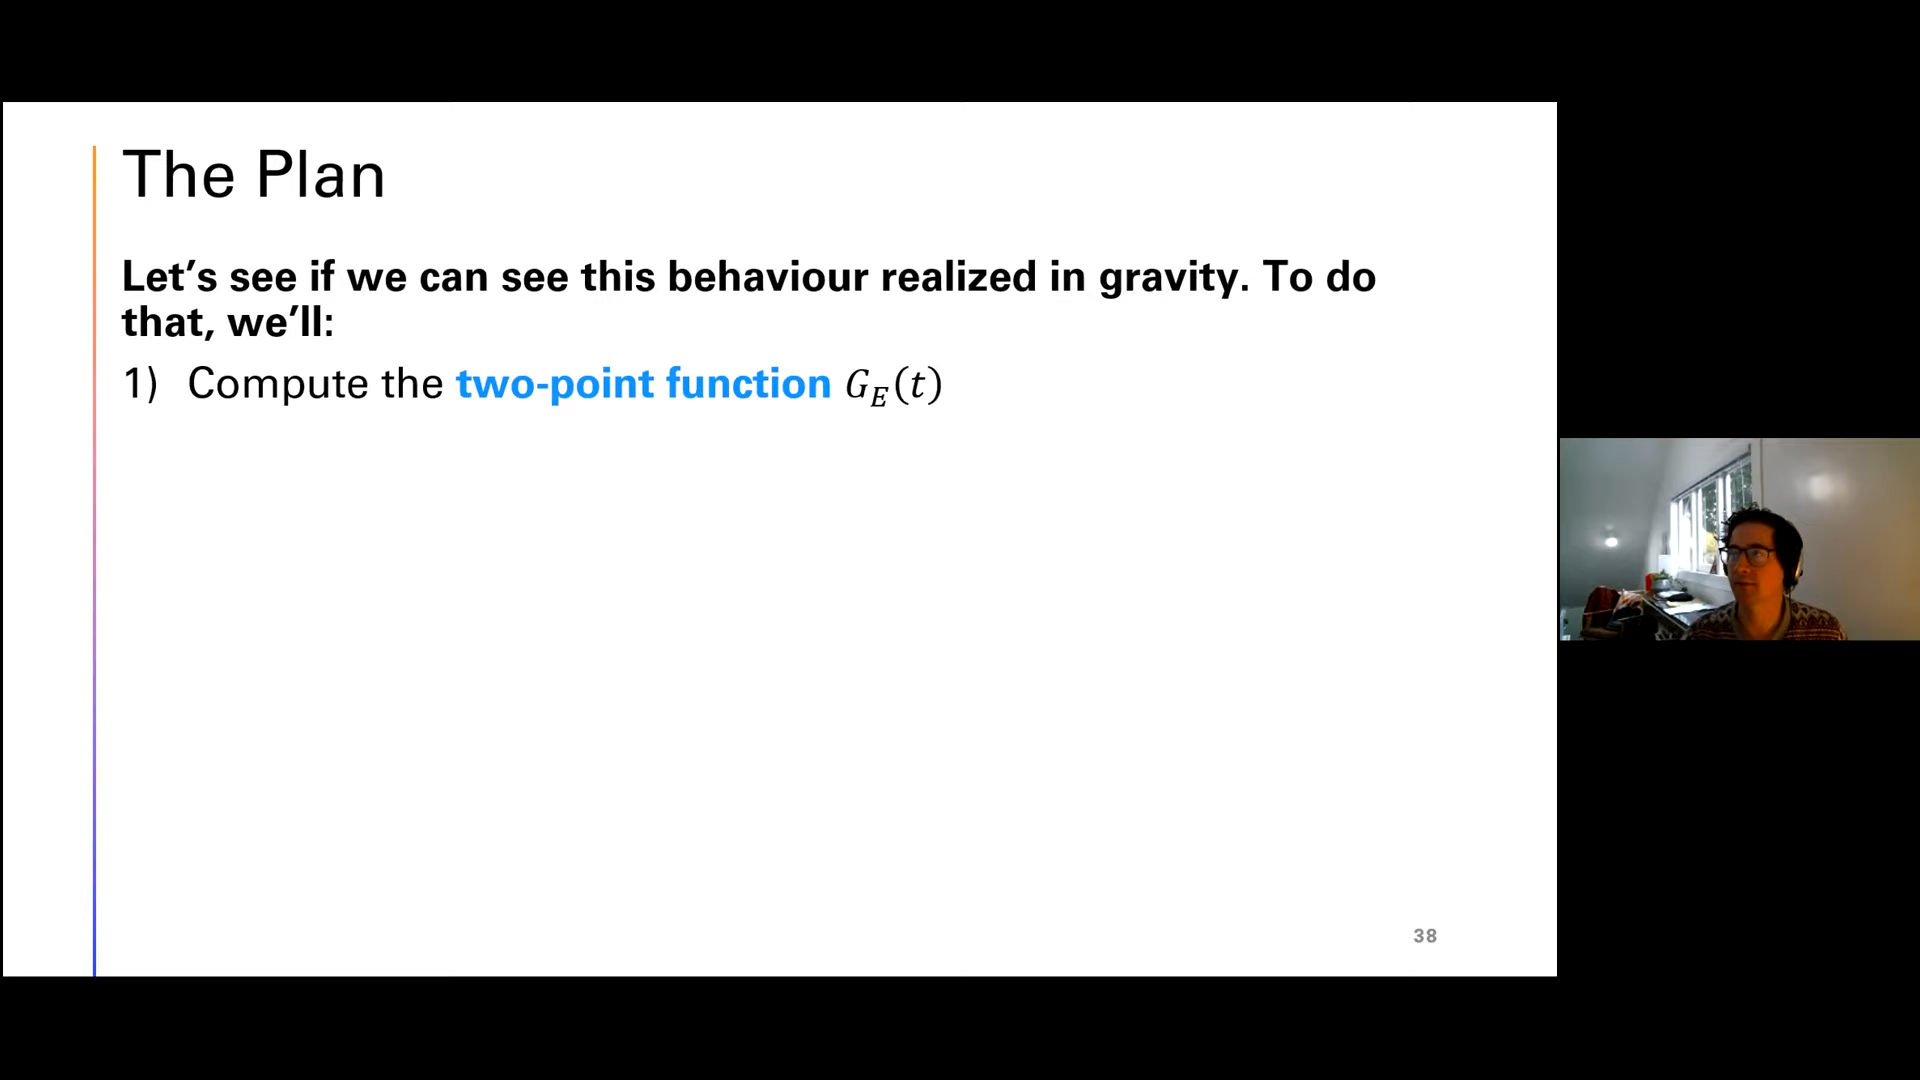 The Plan
Let’s see if we can see this behaviour realized in gravity. To do
that, we’ll:
1) Compute the two-point function G_E(t)
38